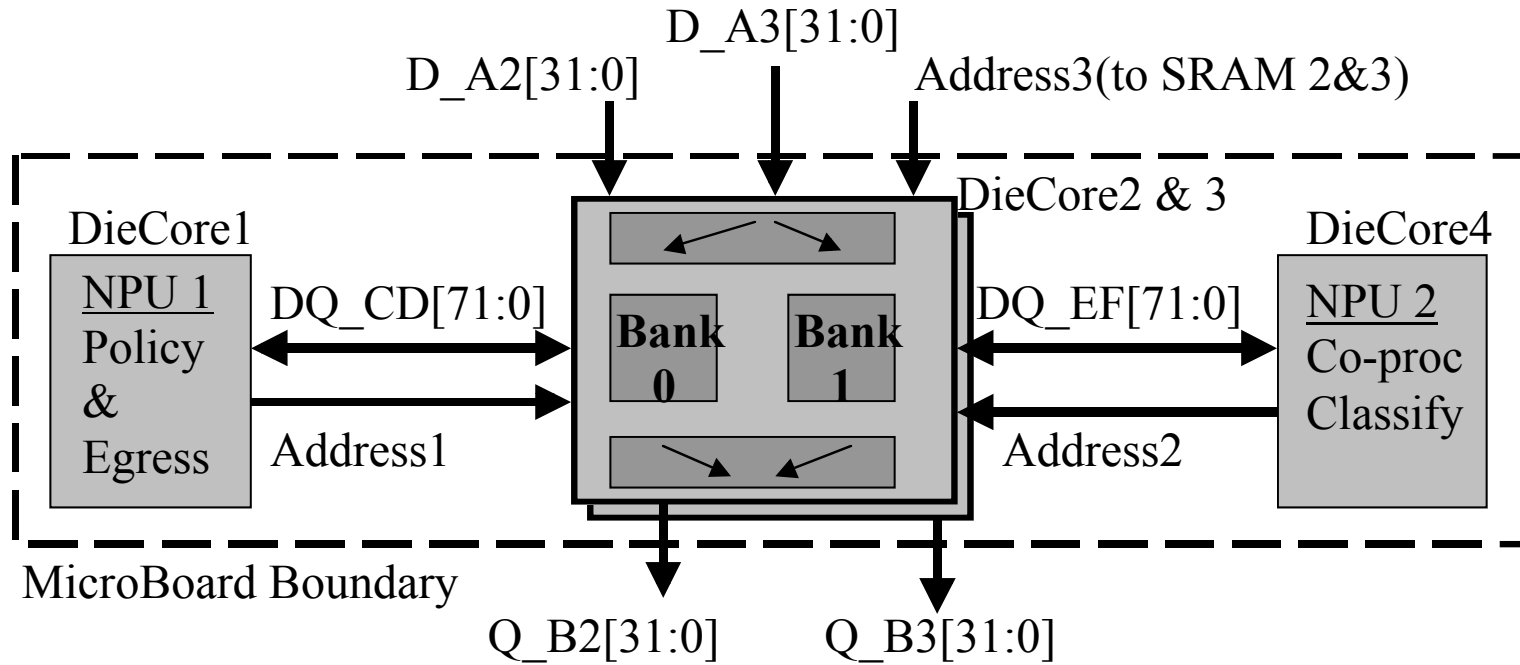 D_A3[31:0]
D_A2[31:0]
Address3(to SRAM 2&3)
DieCore2 & 3
DieCore1
DieCore4
NPU 1
Policy
&
Egress
DQ_CD[71:0]
Address1
Bank
0
Bank
1
DQ_EF[71:0]
Address2
NPU 2
Co-proc
Classify
MicroBoard Boundary
Q_B2[31:0]
Q_B3[31:0]